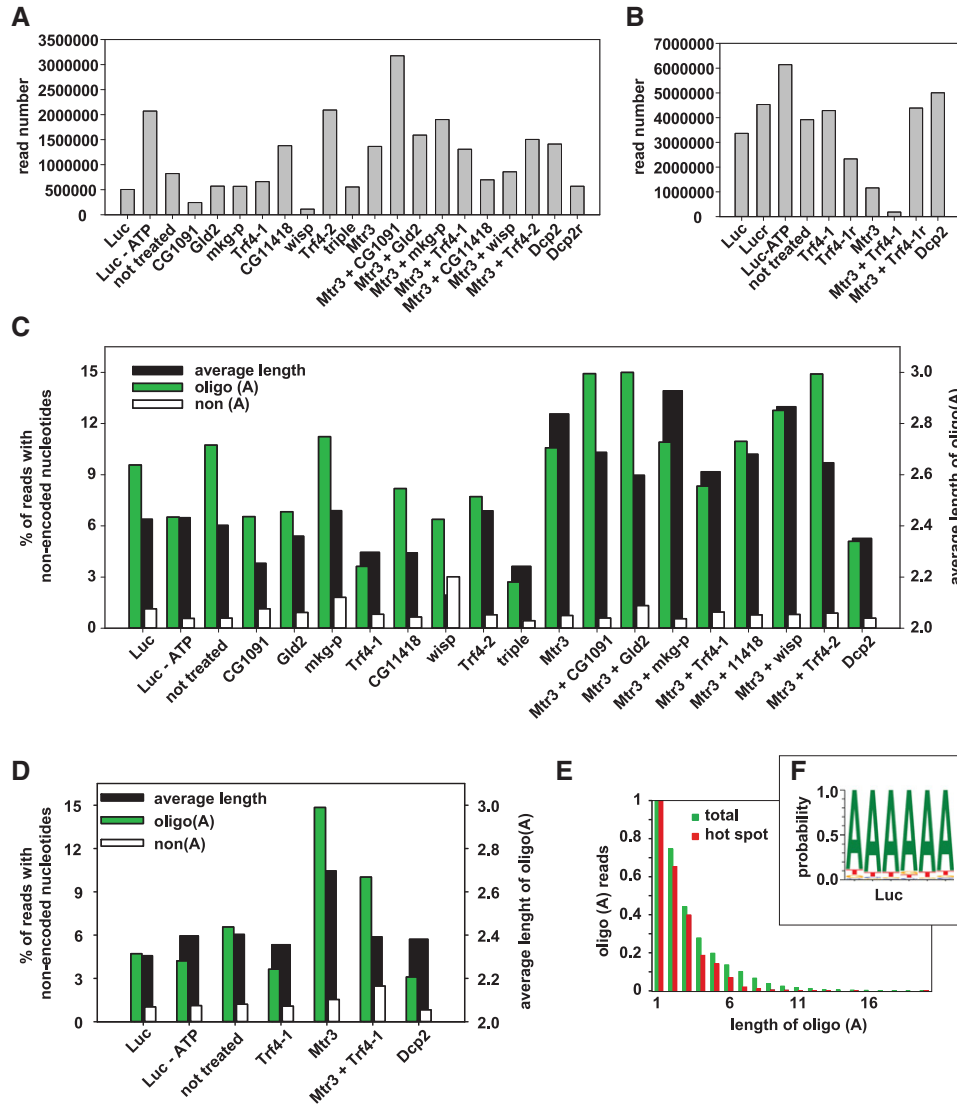 A
read number
3500000
3000000
2500000
2000000
1500000
1000000
500000
0
Luc
Luc - ATP
not treated
CG1091
Gld2
mkg-p
Trf4-1
CG11418
wisp
Trf4-2
triple
Mtr3
Mtr3 + CG1091
Mtr3 + Gld2
Mtr3 + mkg-p
Mtr3 + Trf4-1
Mtr3 + CG11418
Mtr3 + wisp
Mtr3 + Trf4-2
Dcp2
Dcp2r
B
read number
7000000
6000000
5000000
4000000
3000000
2000000
1000000
0
Luc
Lucr
Luc-ATP
not treated
Trf4-1
Trf4-1r
Mtr3
Mtr3 + Trf4-1
Mtr3 + Trf4-1r
Dcp2
C
% of reads with
non-encoded nucleotides
15
12
9
6
3
0
average length
oligo (A)
non (A)
3.0
2.8
2.6
2.4
2.2
2.0
average length of oligo(A)
Luc
Luc - ATP
not treated
CG1091
Gld2
mkg-p
Trf4-1
CG11418
wisp
Trf4-2
triple
Mtr3
Mtr3 + CG1091
Mtr3 + Gld2
Mtr3 + mkg-p
Mtr3 + Trf4-1
Mtr3 + 11418
Mtr3 + wisp
Mtr3 + Trf4-2
Dcp2
D
% of reads with
non-encoded nucleotides
15
12
9
6
3
0
average length
oligo(A)
non(A)
3.0
2.8
2.6
2.4
2.2
2.0
average lenght of oligo(A)
Luc
Luc - ATP
not treated
Trf4-1
Mtr3
Mtr3 + Trf4-1
Dcp2
E
oligo (A) reads
1
0.8
0.6
0.4
0.2
0
total
hot spot
1
6
11
16
length of oligo (A)
F
probability
1.0
0.5
0.0
AAAAAA
Luc